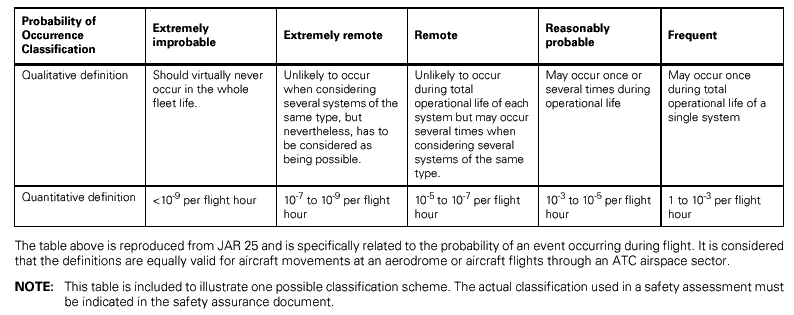 Probability of
Occurrence
Classification
Extremely
improbable
Extremely remote
Remote
Reasonably
probable
Frequent
Qualitative definition
Should virtually never
occur in the whole
fleet life.
Unlikely to occur
when considering
several systems of the
same type, but
nevertheless, has to
be considered as
being possible.
Unlikely to occur
during total
operational life of each
system but may occur
several times when
considering several
systems of the same
type.
May occur once or
several times during
operational life
May occur once
during total
operational life of a
single system
Quantitative definition
<10⁻⁹ per flight hour
10⁻⁷ to 10⁻⁹ per flight
hour
10⁻⁵ to 10⁻⁷ per flight
hour
10⁻³ to 10⁻⁵ per flight
hour
1 to 10⁻³ per flight
hour
The table above is reproduced from JAR 25 and is specifically related to the probability of an event occurring during flight. It is considered
that the definitions are equally valid for aircraft movements at an aerodrome or aircraft flights through an ATC airspace sector.
NOTE: This table is included to illustrate one possible classification scheme. The actual classification used in a safety assessment must
be indicated in the safety assurance document.